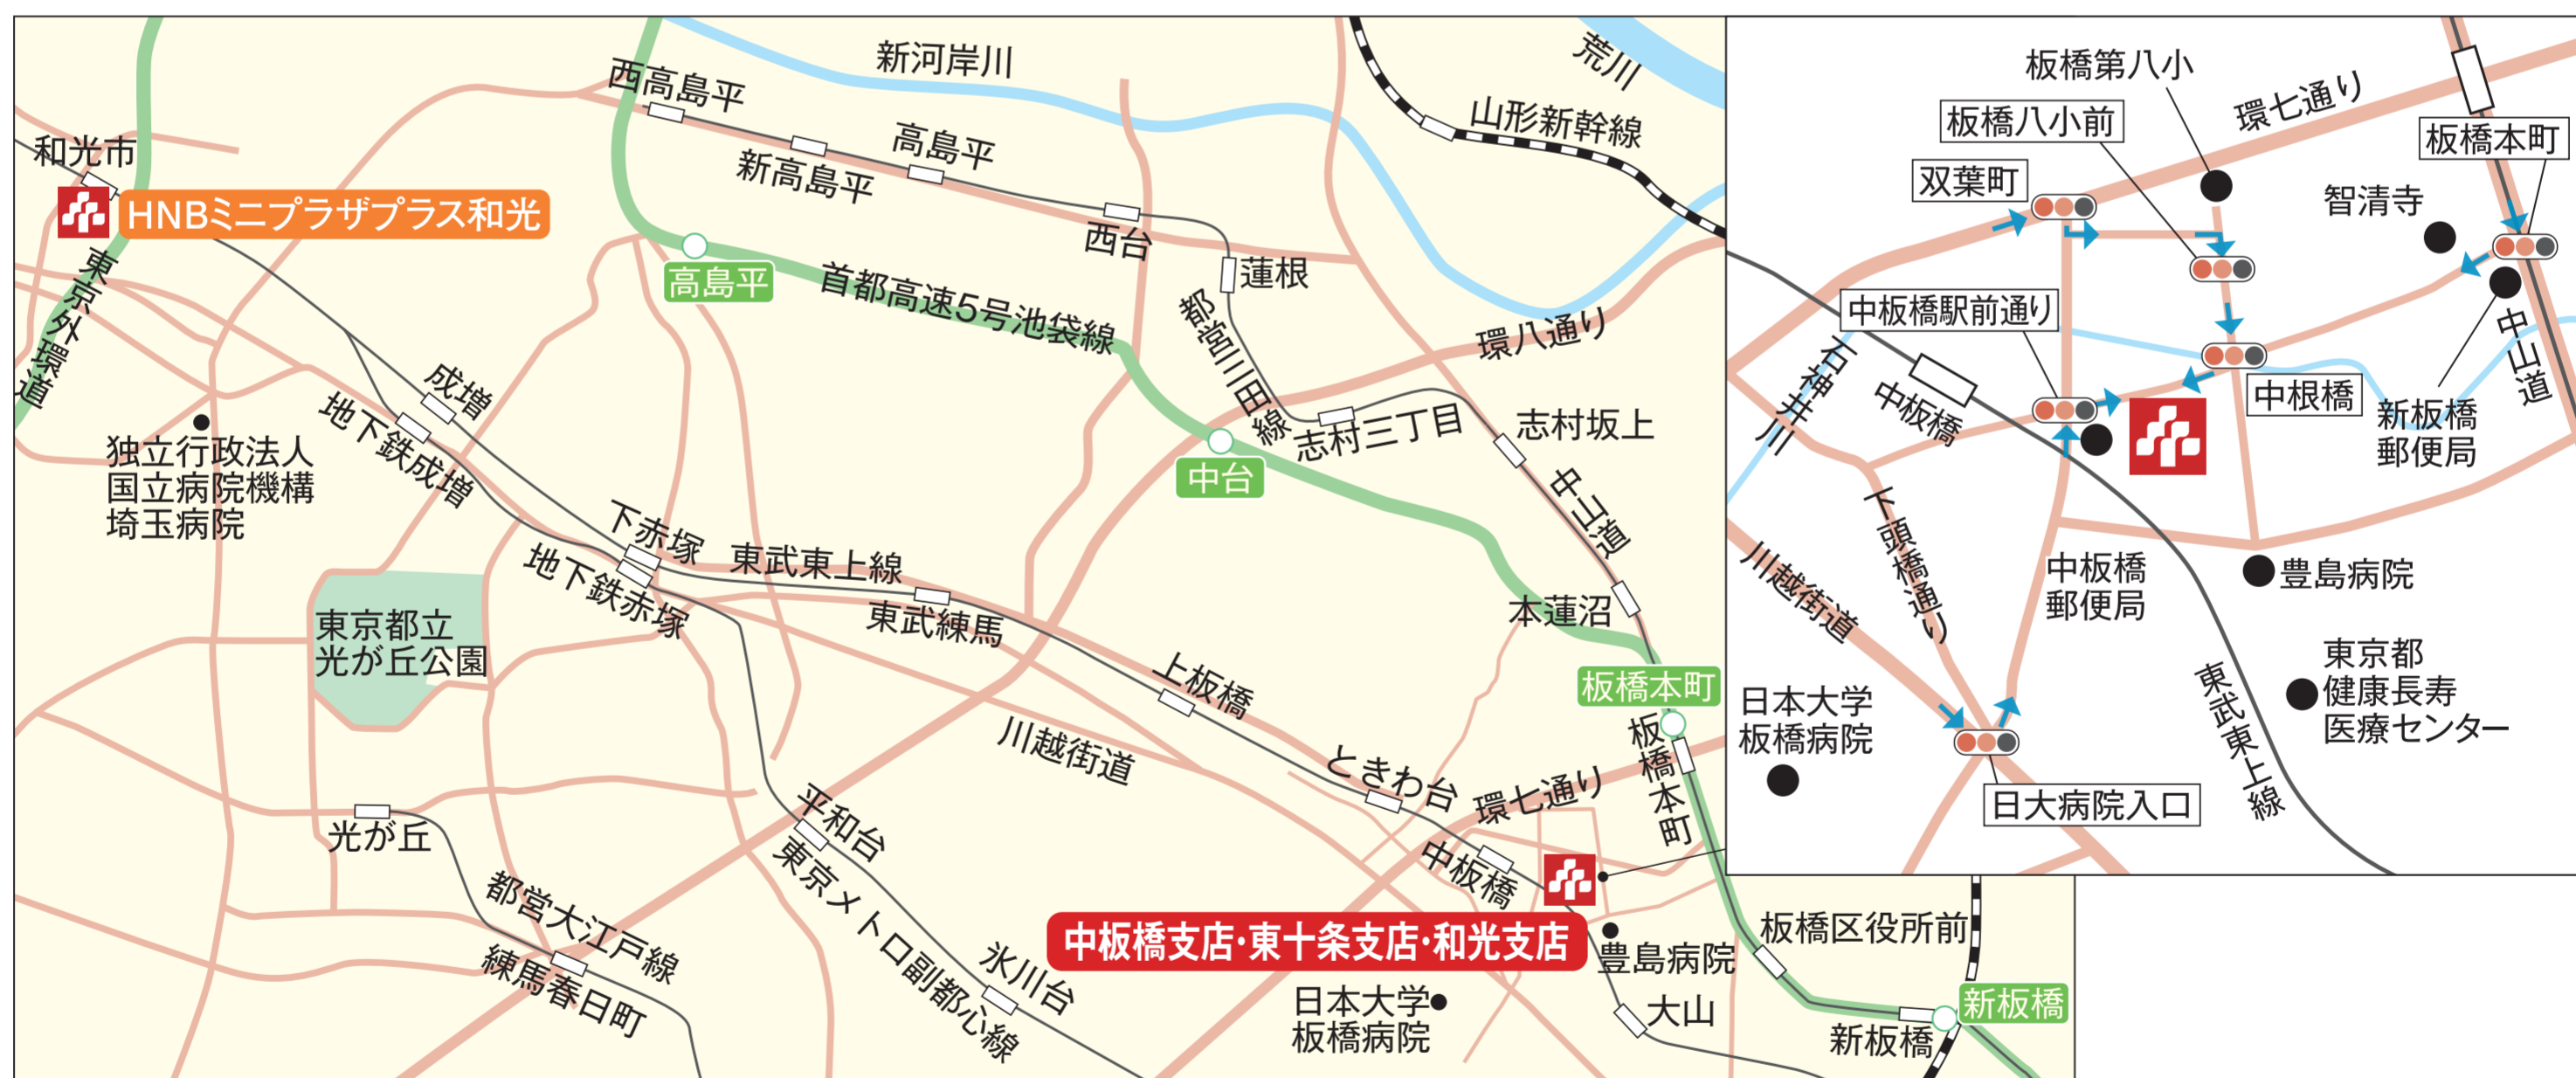 新河岸川
荒川
西高島平
高島平
新高島平
山形新幹線
和光市
HNBミニプラザプラス和光
西台
蓮根
高島平
首都高速5号池袋線
都営三田線
環八通り
東京外環道
成増
地下鉄成増
志村三丁目
志村坂上
中台
中山道
独立行政法人
国立病院機構
埼玉病院
下赤塚
地下鉄赤塚
東武東上線
東武練馬
本蓮沼
東京都立
光が丘公園
上板橋
板橋本町
川越街道
ときわ台
環七通り
板橋本町
光が丘
平和台
東京メトロ副都心線
中板橋
都営大江戸線
練馬春日町
氷川台
中板橋支店・東十条支店・和光支店
豊島病院
板橋区役所前
日本大学
板橋病院
大山
新板橋
新板橋
板橋第八小
環七通り
板橋八小前
板橋本町
双葉町
智清寺
中板橋駅前通り
中山道
石神井川
中板橋
中根橋
新板橋
郵便局
下頭橋通り
川越街道
中板橋
郵便局
豊島病院
東京都
健康長寿
医療センター
日本大学
板橋病院
東武東上線
日大病院入口